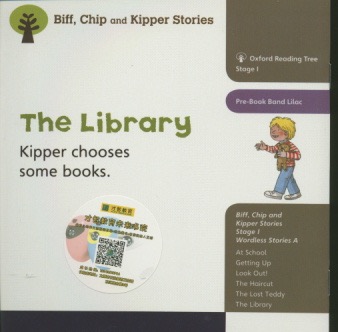 Biff, Chip and Kipper Stories
Oxford Reading Tree
Stage 1
Pre-Book Band Lilac
The Library
Kipper chooses
some books.
Biff, Chip and
Kipper Stories
Stage 1
Wordless Stories A
At School
Getting Up
Look Out!
The Haircut
The Lost Teddy
The Library